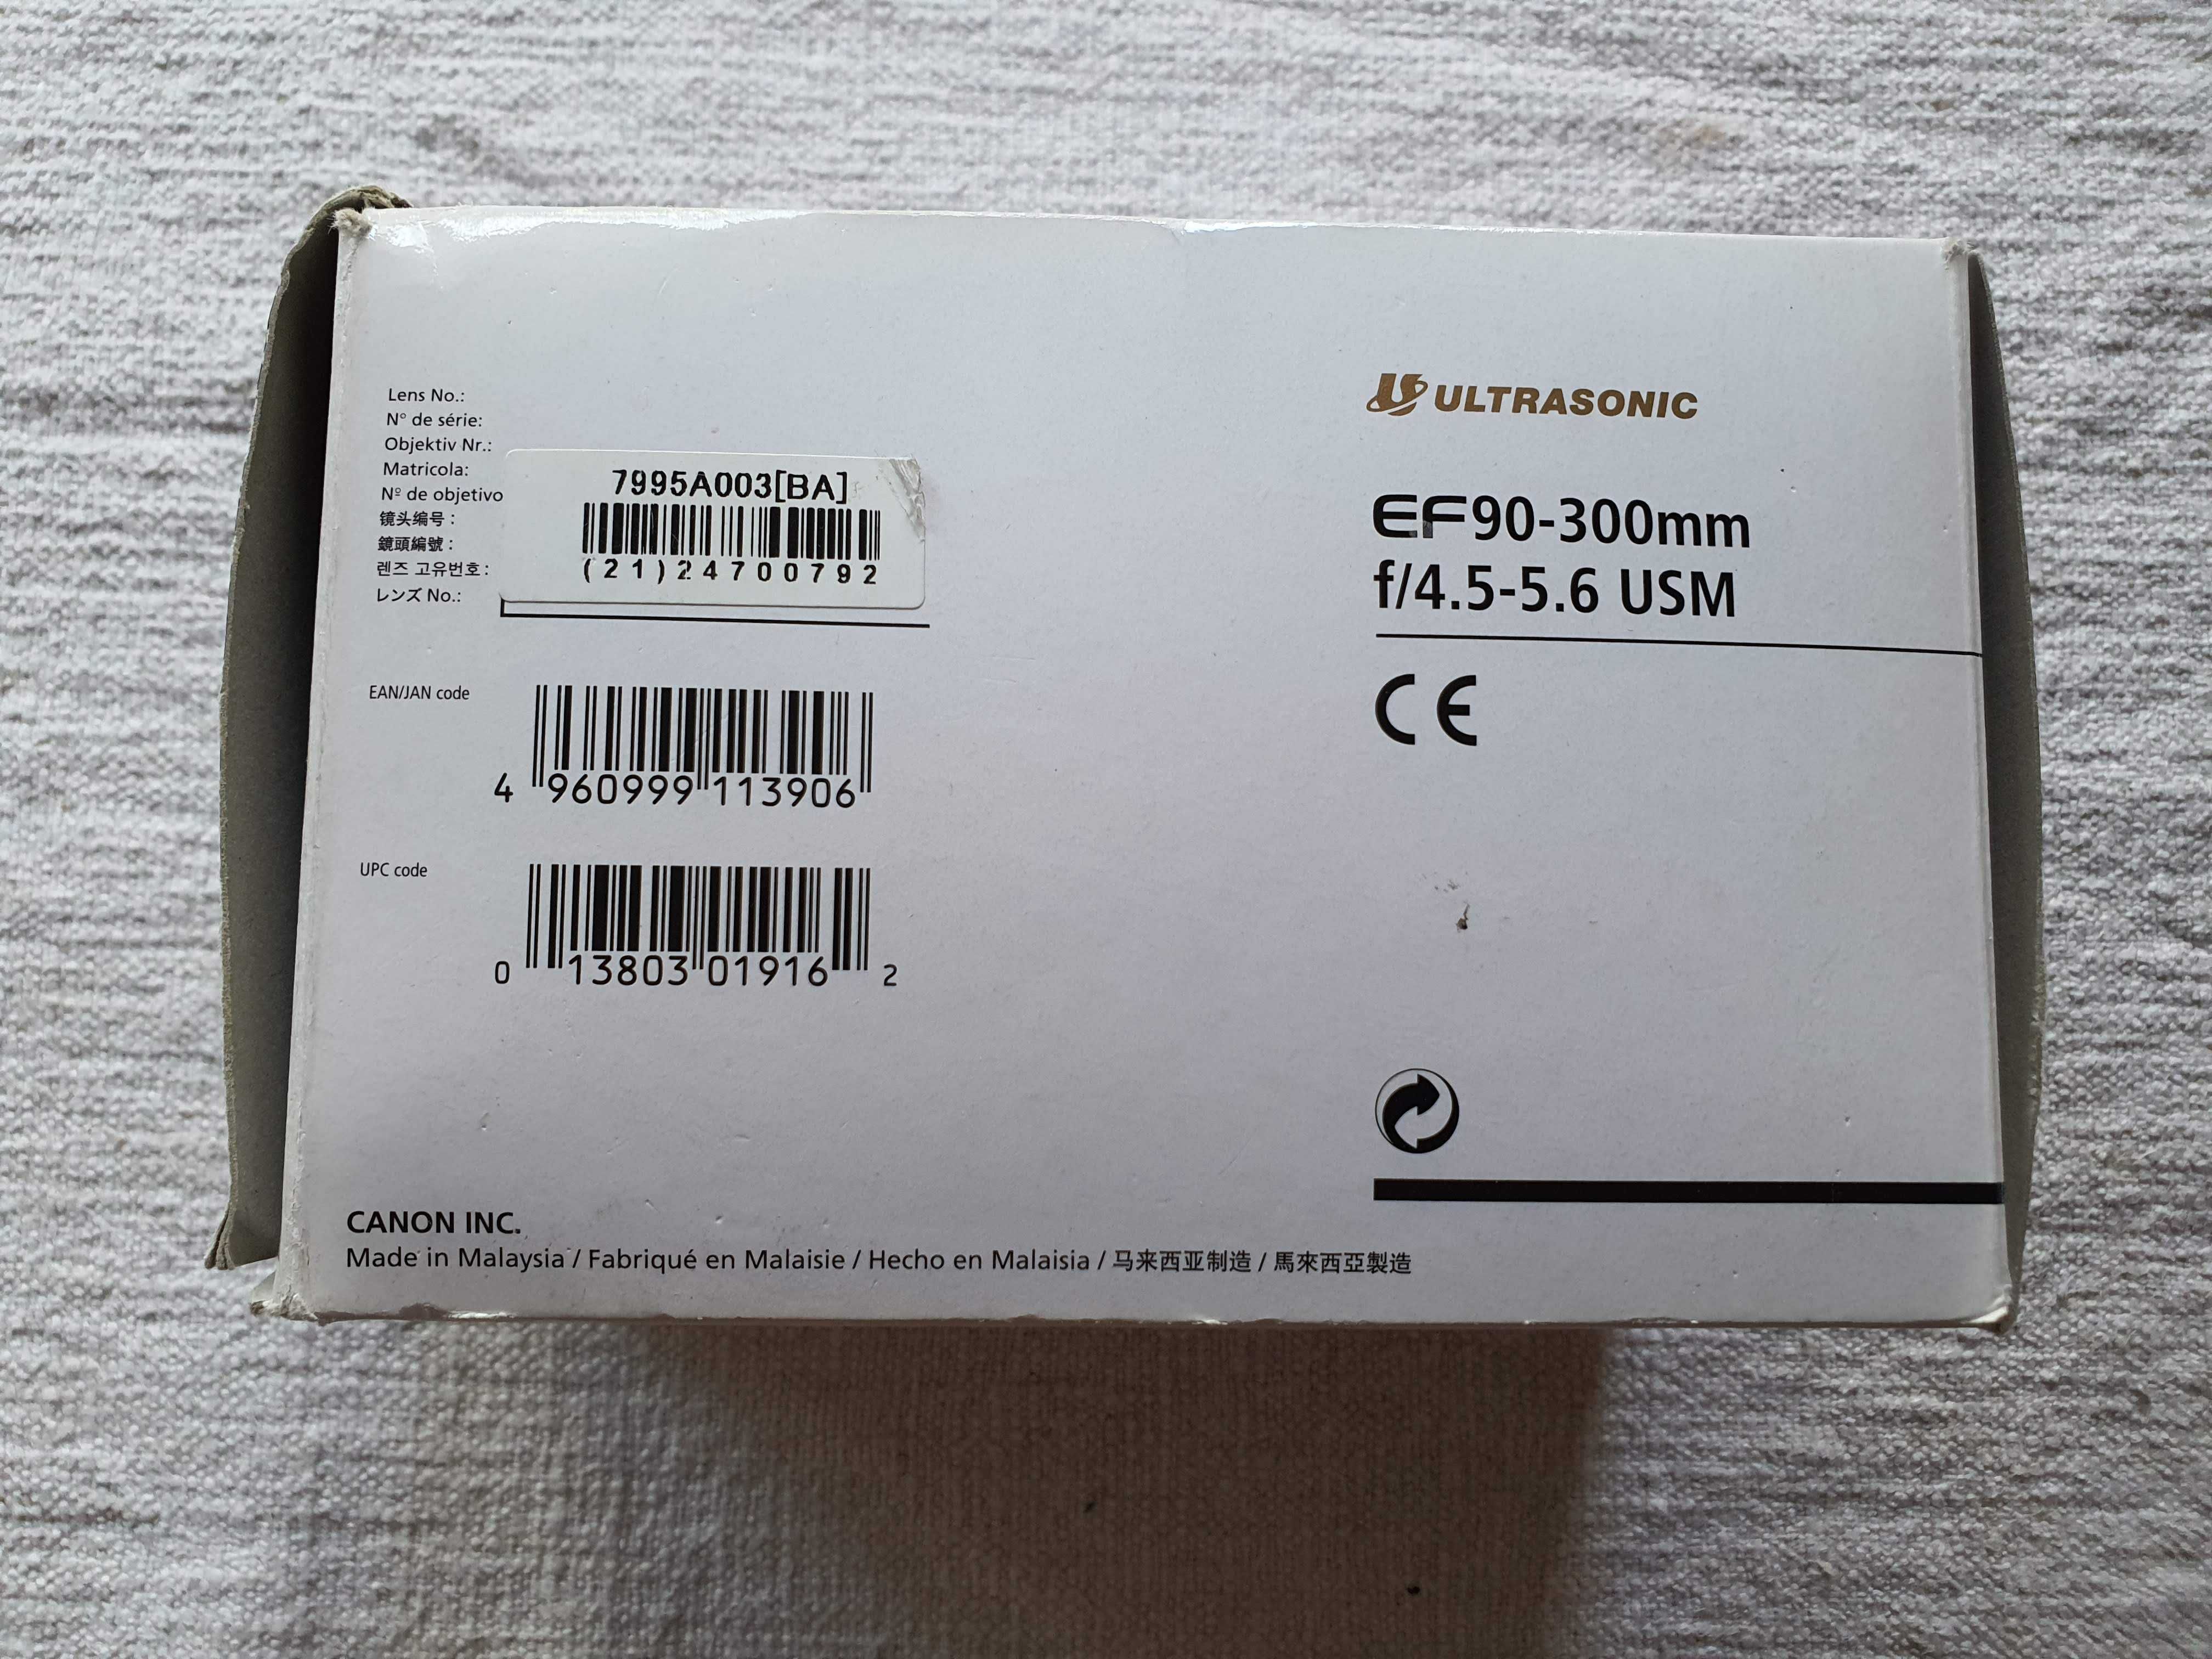 Lens No.:
N° de série:
Objektiv Nr.:
Matricola:
Nº de objetivo
镜头编号：
鏡頭編號：
렌즈 고유번호:
レンズ No.:
7995A003[BA]
(21)24700792
EAN/JAN code
4 960999 113906
UPC code
0 13803 01916 2
ULTRASONIC
EF90-300mm
f/4.5-5.6 USM
CE
CANON INC.
Made in Malaysia / Fabriqué en Malaisie / Hecho en Malaisia / 马来西亚制造 / 馬來西亞製造